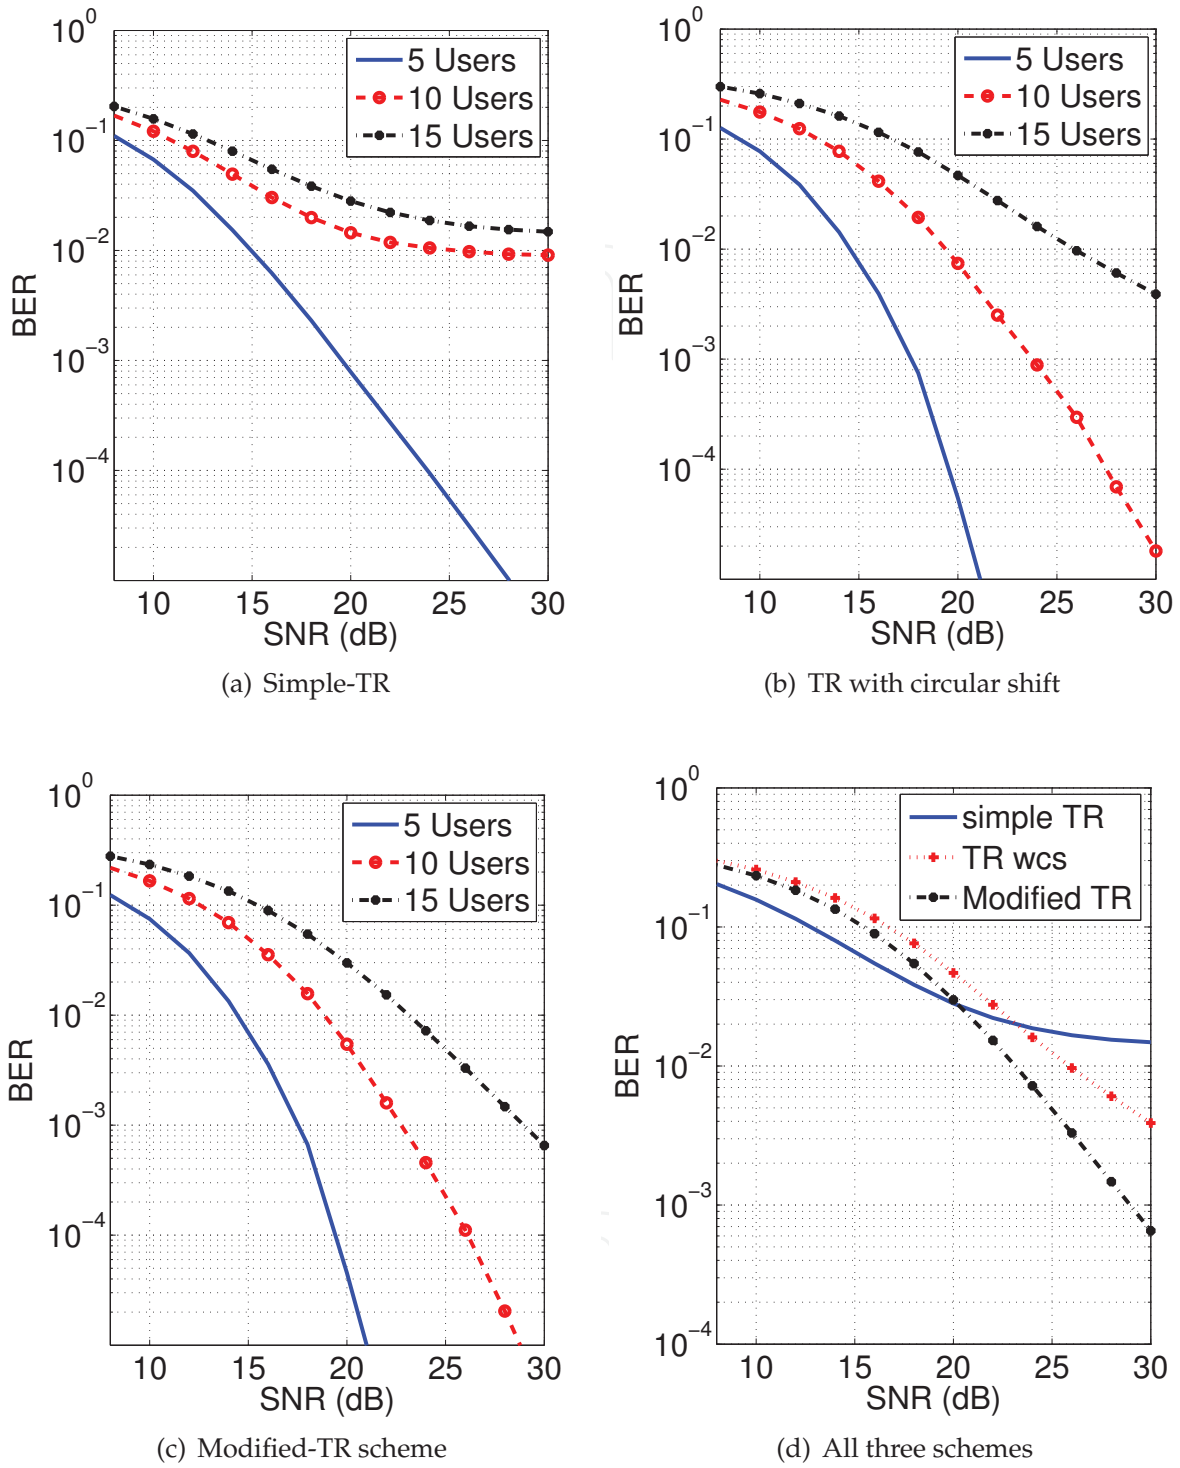 10^0
10^-1
10^-2
10^-3
10^-4
BER
5 Users
10 Users
15 Users
10 15 20 25 30
SNR (dB)
(a) Simple-TR
10^0
10^-1
10^-2
10^-3
10^-4
BER
5 Users
10 Users
15 Users
10 15 20 25 30
SNR (dB)
(b) TR with circular shift
10^0
10^-1
10^-2
10^-3
10^-4
BER
5 Users
10 Users
15 Users
10 15 20 25 30
SNR (dB)
(c) Modified-TR scheme
10^0
10^-1
10^-2
10^-3
10^-4
BER
simple TR
TR wcs
Modified TR
10 15 20 25 30
SNR (dB)
(d) All three schemes